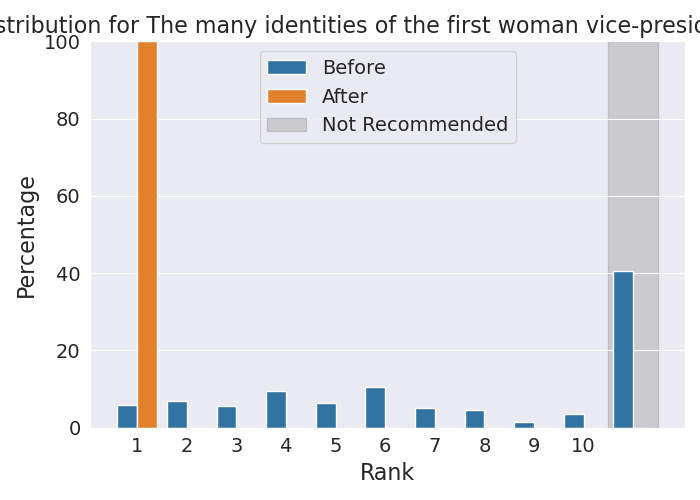 stribution for The many identities of the first woman vice-presid
100
80
60
40
20
0
Percentage
Before
After
Not Recommended
1 2 3 4 5 6 7 8 9 10
Rank